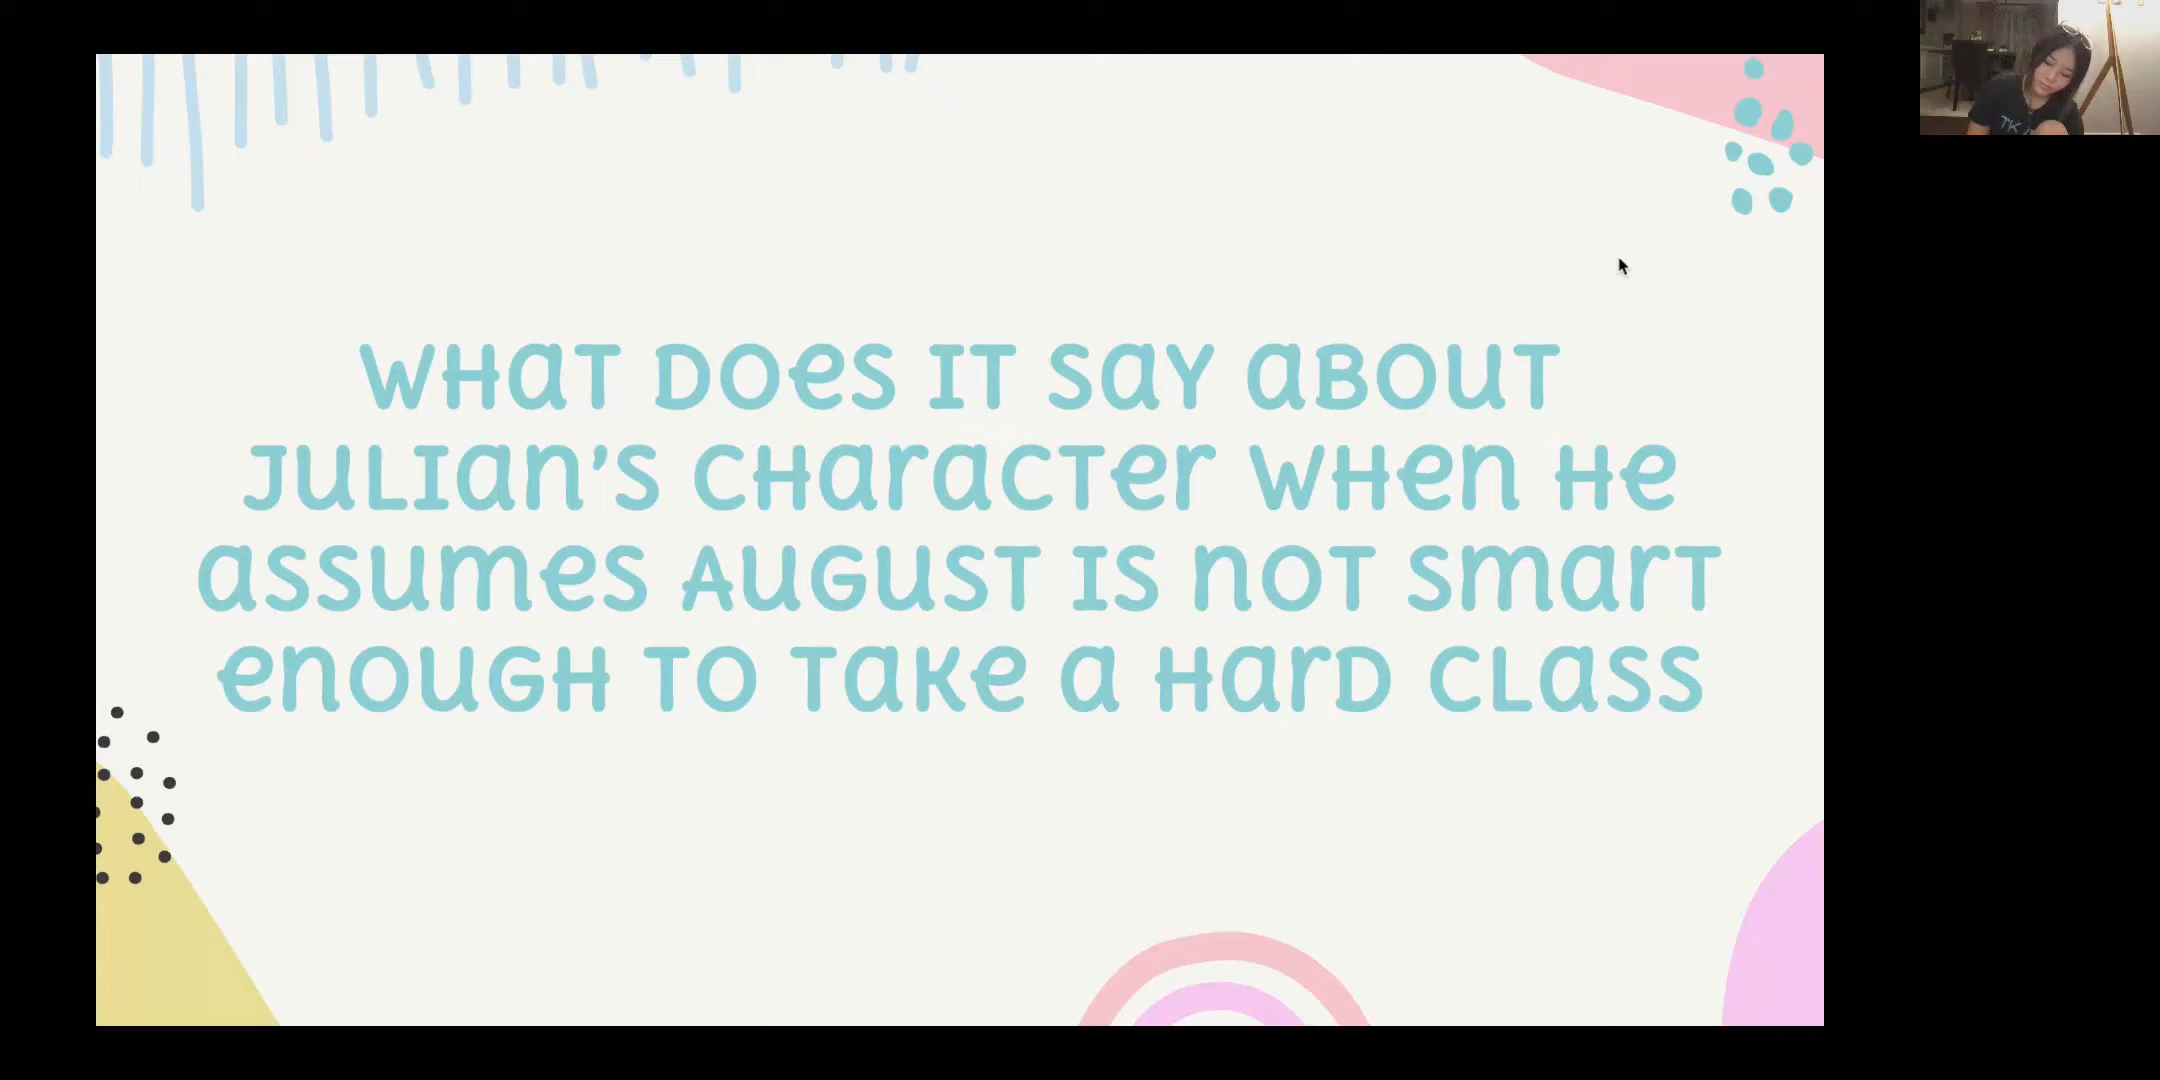 WHAT DOES IT SAY ABOUT
JULIAN'S CHARACTER WHEN HE
ASSUMES AUGUST IS NOT SMART
ENOUGH TO TAKE A HARD CLASS